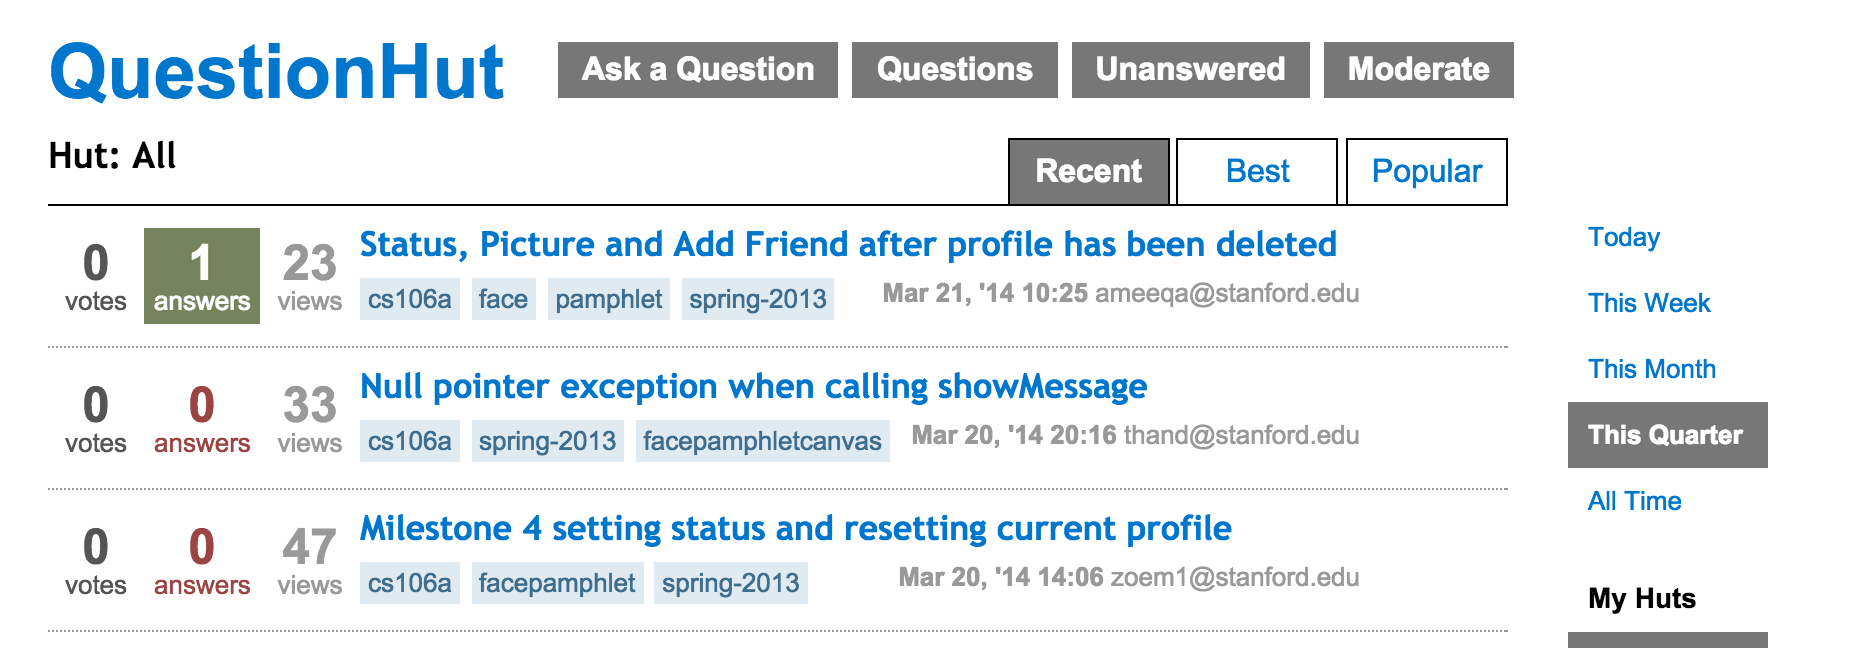 QuestionHut
Ask a Question Questions Unanswered Moderate
Hut: All
Recent Best Popular
0 votes 1 answers 23 views
Status, Picture and Add Friend after profile has been deleted
cs106a face pamphlet spring-2013 Mar 21, '14 10:25 ameeqa@stanford.edu
0 votes 0 answers 33 views
Null pointer exception when calling showMessage
cs106a spring-2013 facepamphletcanvas Mar 20, '14 20:16 thand@stanford.edu
0 votes 0 answers 47 views
Milestone 4 setting status and resetting current profile
cs106a facepamphlet spring-2013 Mar 20, '14 14:06 zoem1@stanford.edu
Today
This Week
This Month
This Quarter
All Time
My Huts